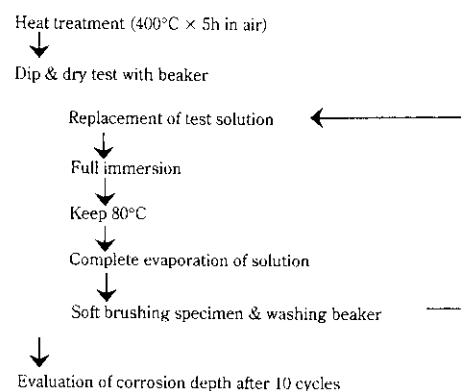 Heat treatment (400°C × 5h in air)
Dip & dry test with beaker
Replacement of test solution
Full immersion
Keep 80°C
Complete evaporation of solution
Soft brushing specimen & washing beaker
Evaluation of corrosion depth after 10 cycles